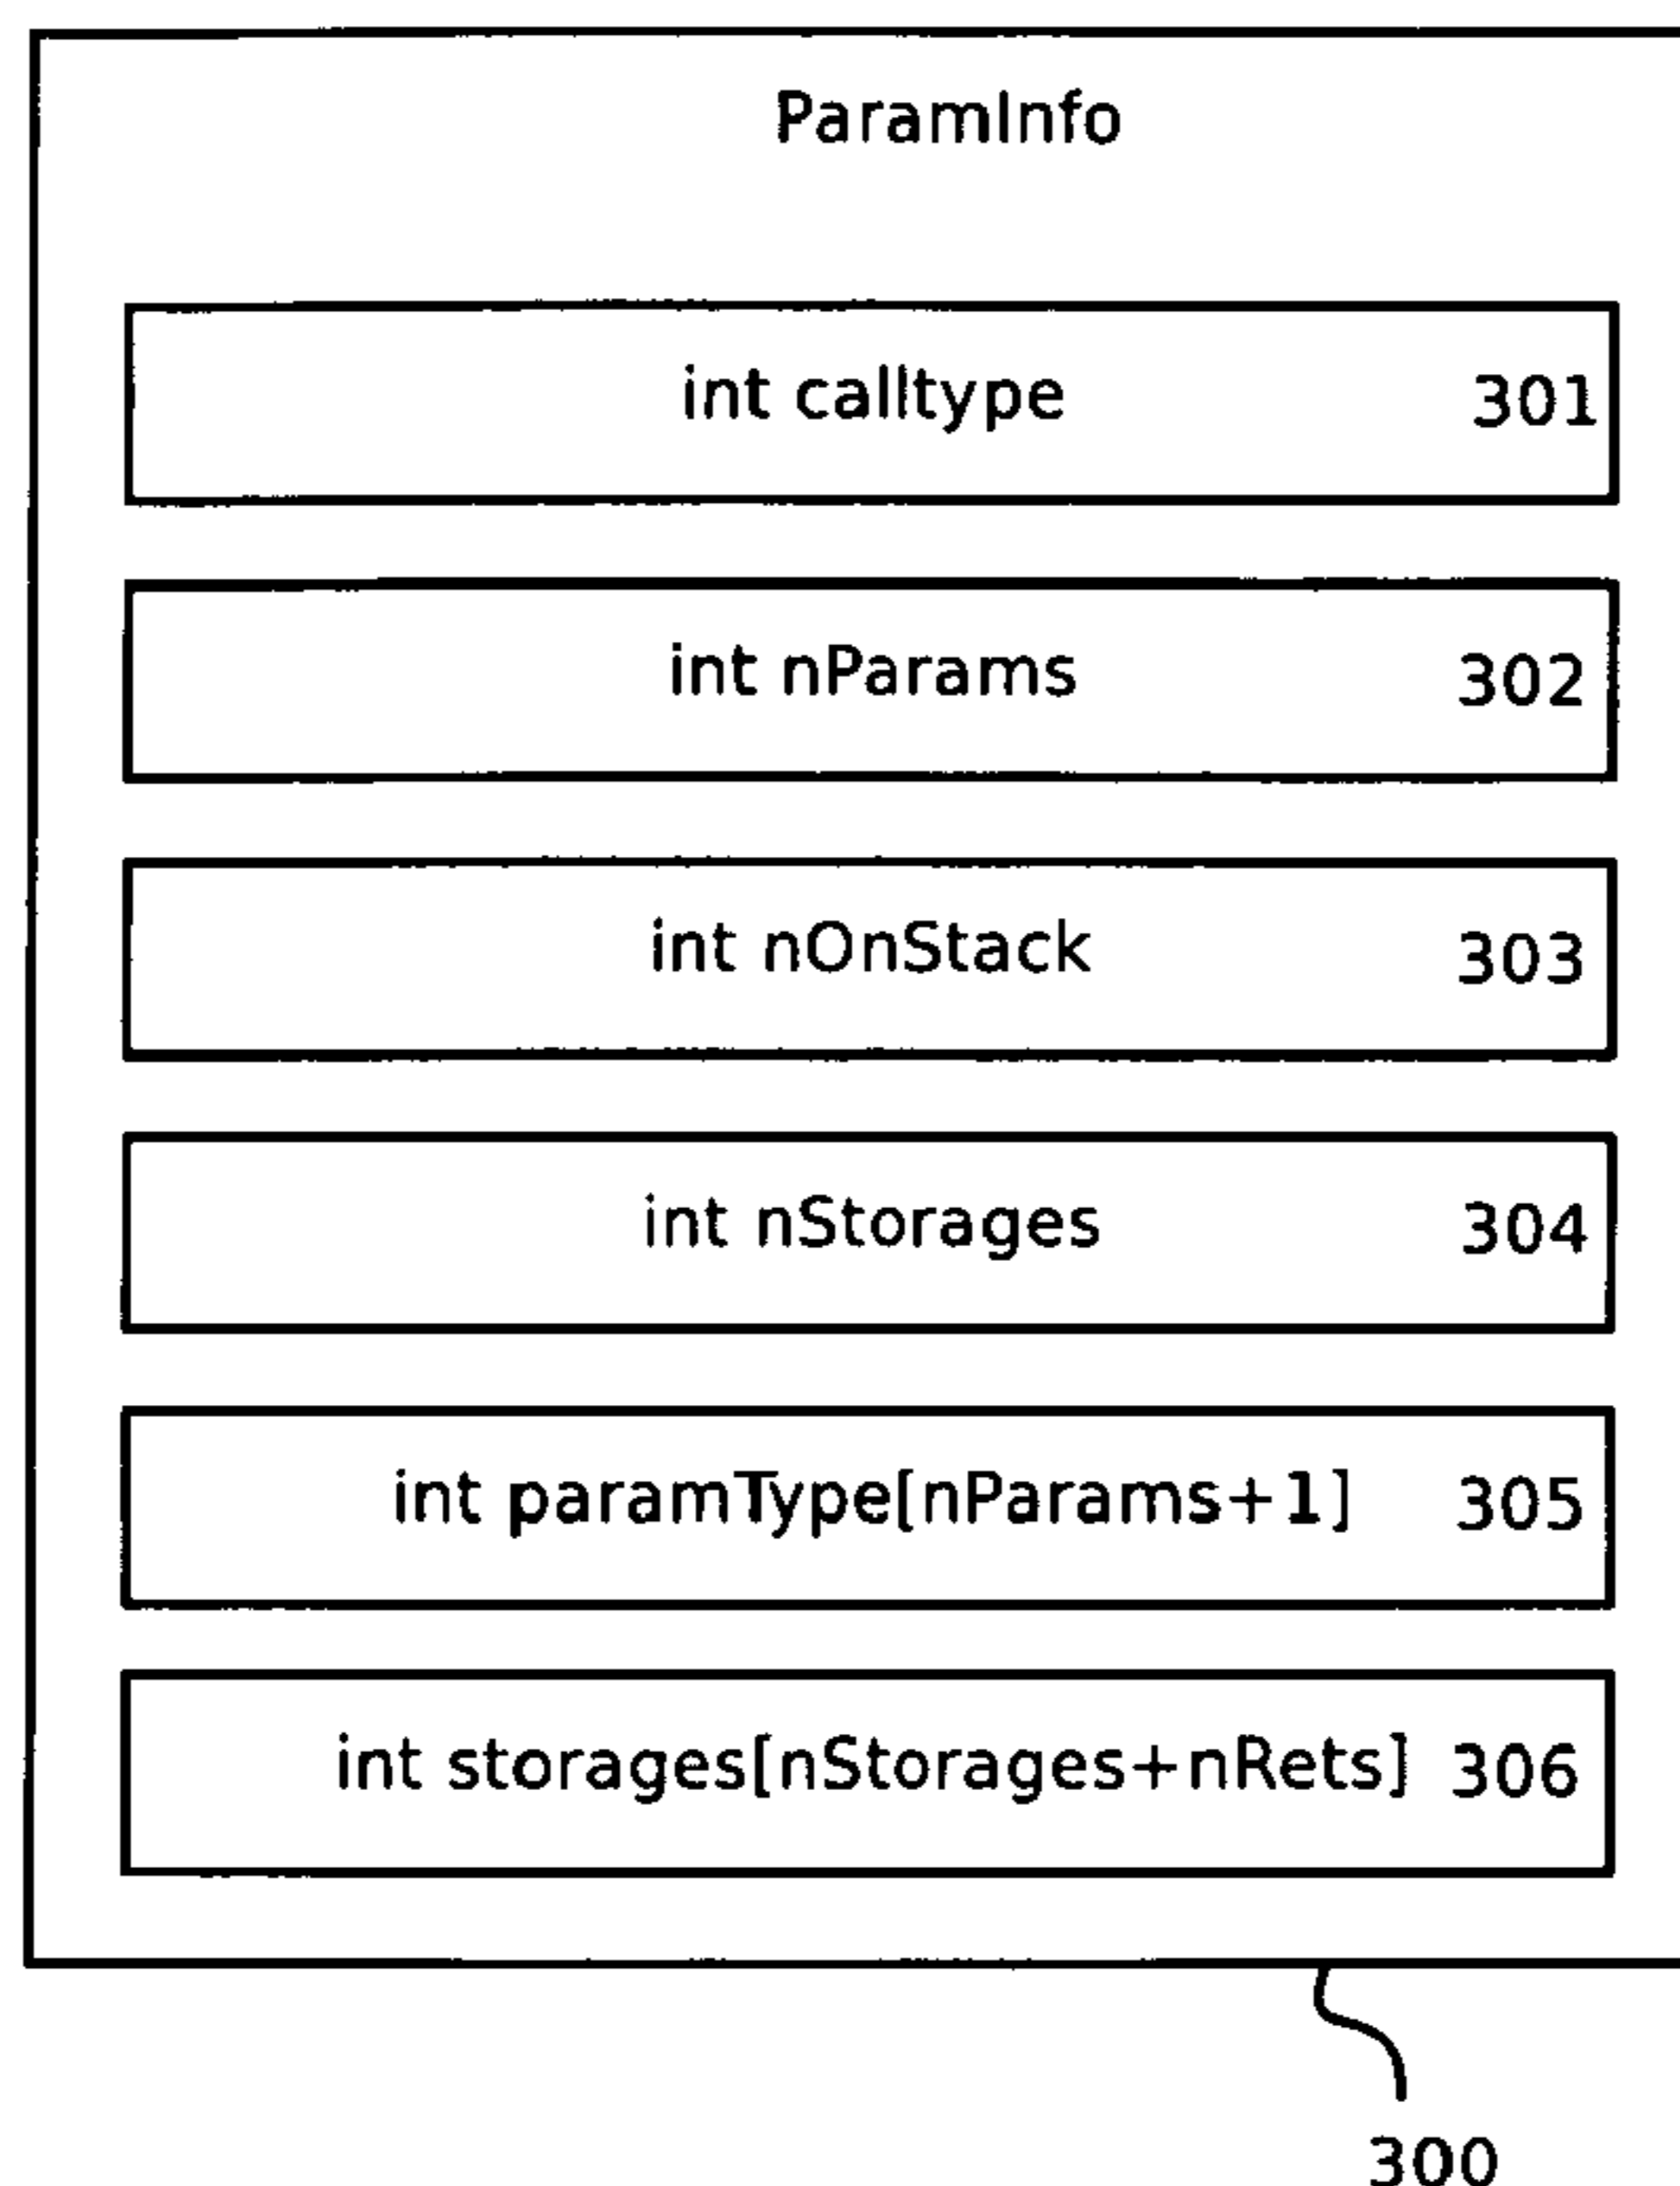 ParamInfo
int calltype 301
int nParams 302
int nOnStack 303
int nStorages 304
int paramType[nParams+1] 305
int storages[nStorages+nRets] 306
300